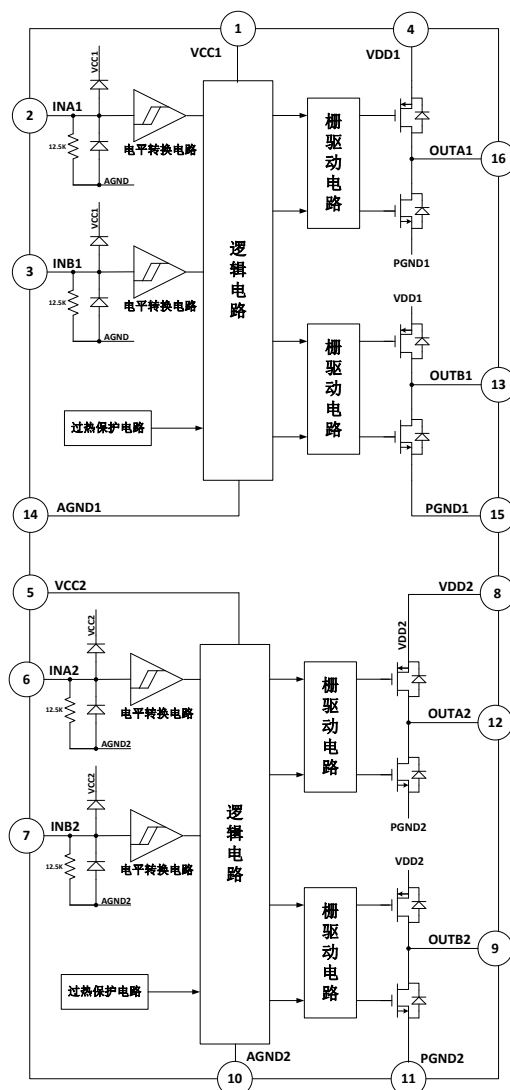 1
4
VCC1
VDD1
VCC1
2
INA1
12.5K
电平转换电路
AGND
栅驱动电路
OUTA1
16
PGND1
VCC1
3
INB1
12.5K
电平转换电路
AGND
逻辑电路
VDD1
栅驱动电路
OUTB1
13
过热保护电路
14
AGND1
PGND1
15
5
VCC2
VDD2
8
VCC2
VDD2
6
INA2
12.5K
电平转换电路
AGND2
栅驱动电路
OUTA2
12
PGND2
VCC2
7
INB2
12.5K
电平转换电路
AGND2
逻辑电路
VDD2
栅驱动电路
OUTB2
9
过热保护电路
AGND2
PGND2
10
11